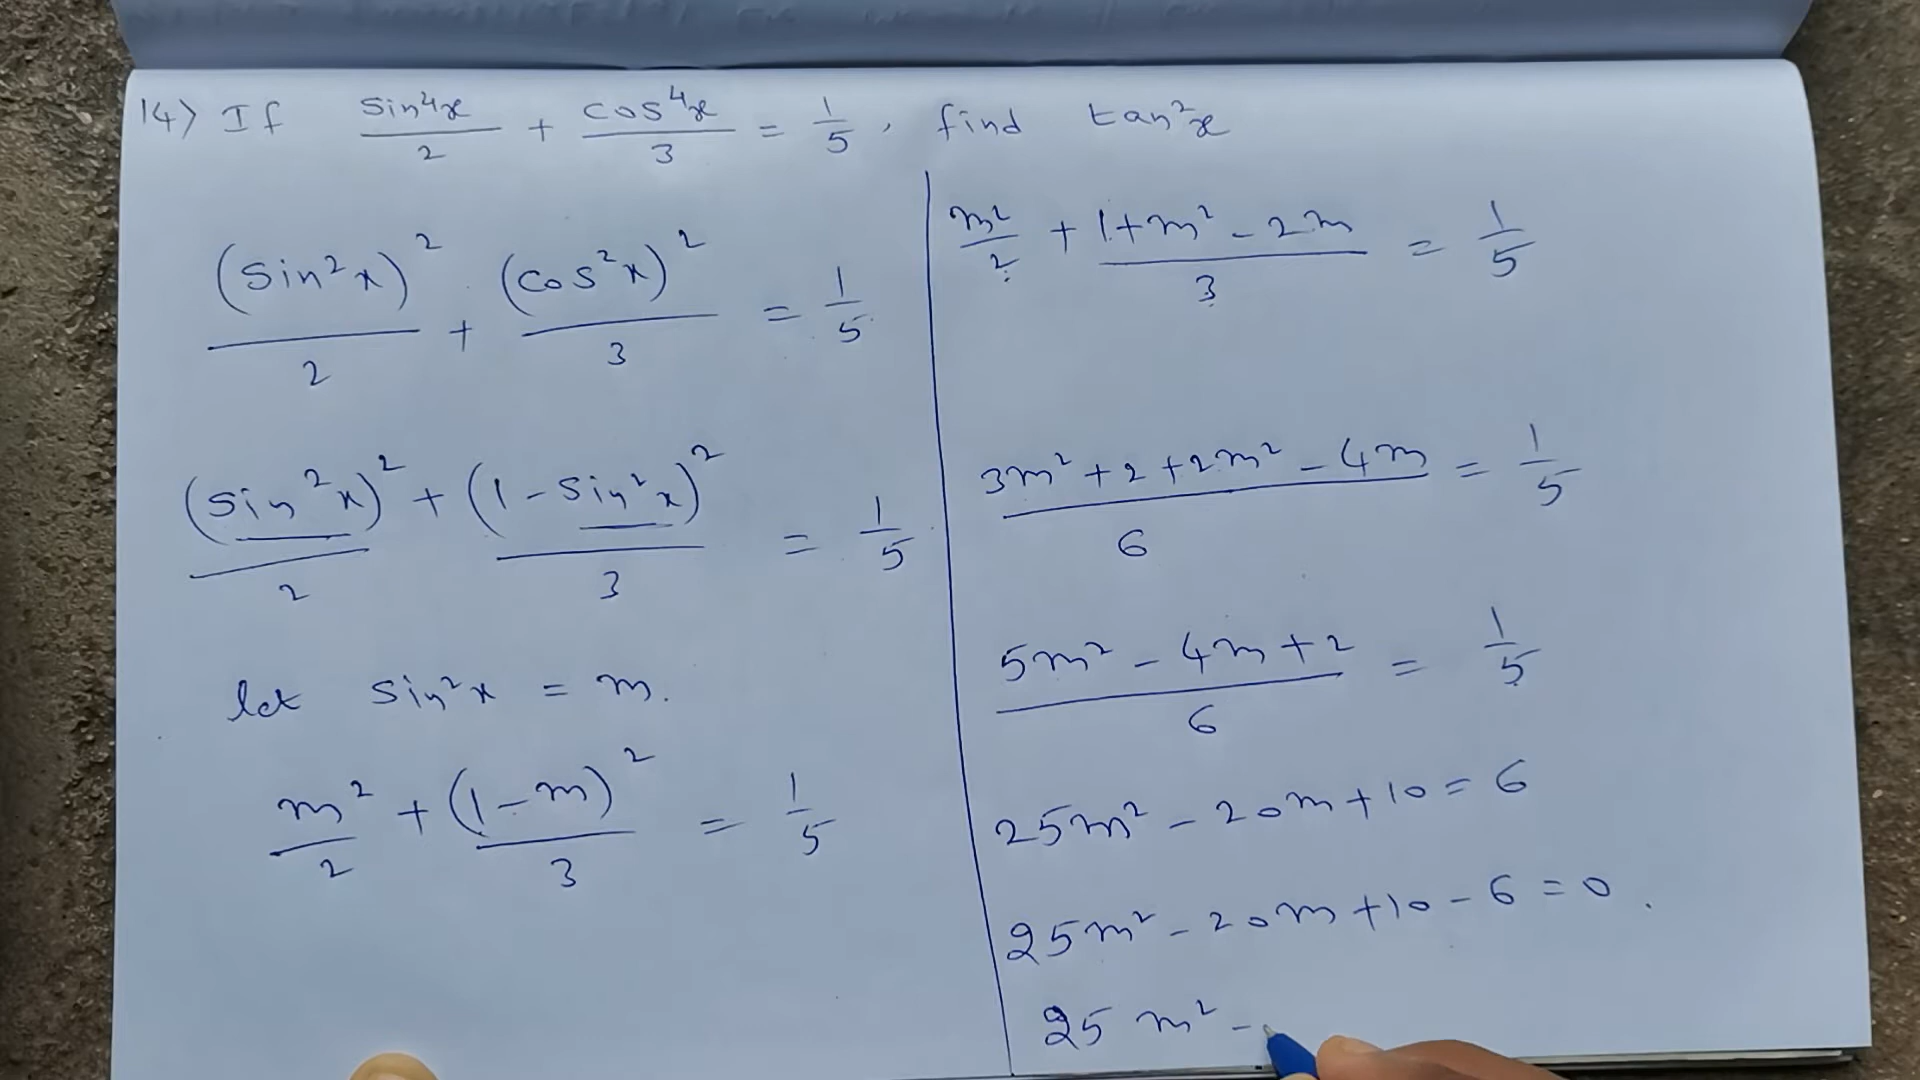 14) If sin⁴x/2 + cos⁴x/3 = 1/5, find tan²x
(sin²x)²/2 + (cos²x)²/3 = 1/5
(sin²x)²/2 + (1 - sin²x)²/3 = 1/5
let sin²x = m.
m²/2 + (1 - m)²/3 = 1/5
m²/2 + 1 + m² - 2m/3 = 1/5
3m² + 2 + 2m² - 4m/6 = 1/5
5m² - 4m + 2/6 = 1/5
25m² - 20m + 10 = 6
25m² - 20m + 10 - 6 = 0.
25 m² -